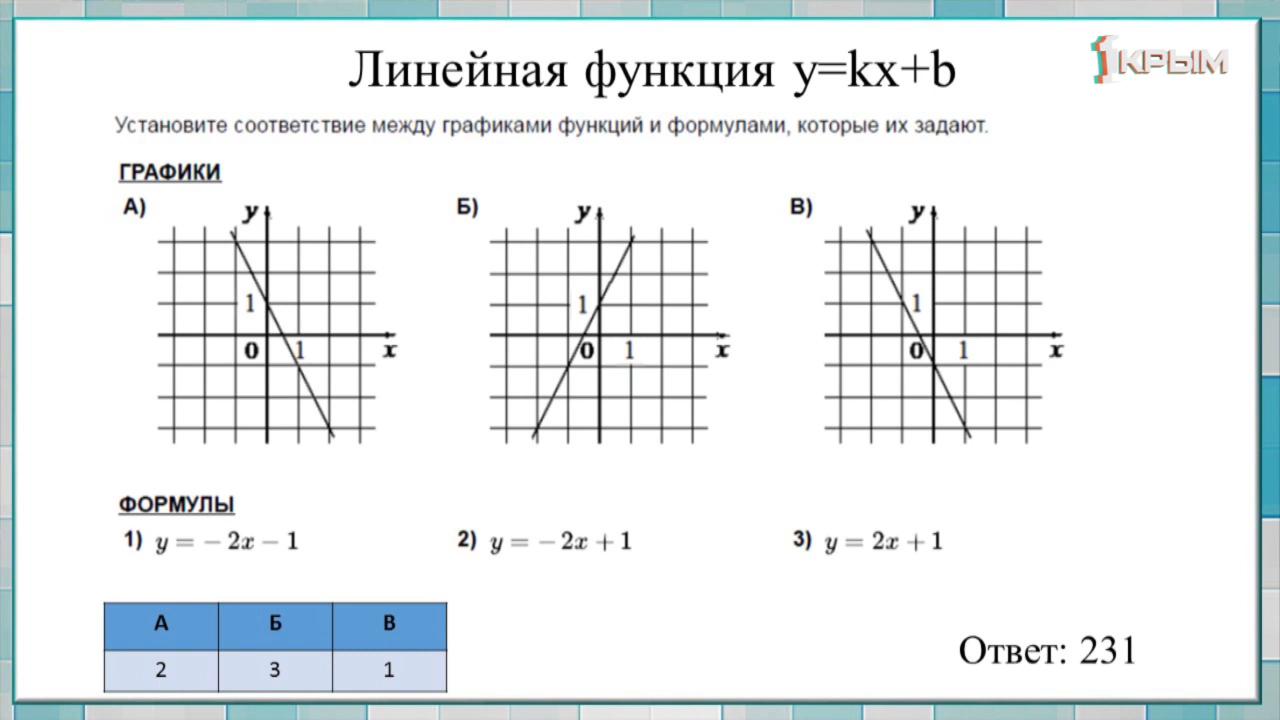 Линейная функция y=kx+b
1КРЫМ
Установите соответствие между графиками функций и формулами, которые их задают.
ГРАФИКИ
А) Б) В)
y y y
1 1 1
0 1 x 0 1 x 0 1 x
ФОРМУЛЫ
1) y = − 2x − 1 2) y = − 2x + 1 3) y = 2x + 1
А Б В
2 3 1
Ответ: 231